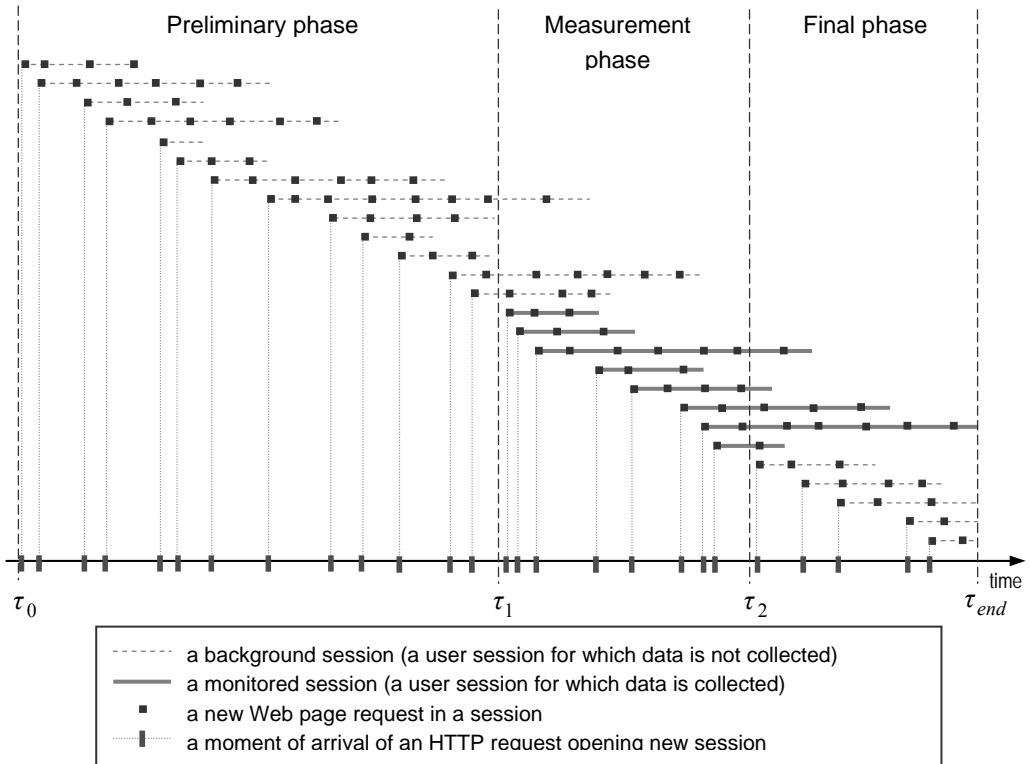 Preliminary phase
Measurement
phase
Final phase
time
τ0
τ1
τ2
τend
a background session (a user session for which data is not collected)
a monitored session (a user session for which data is collected)
a new Web page request in a session
a moment of arrival of an HTTP request opening new session